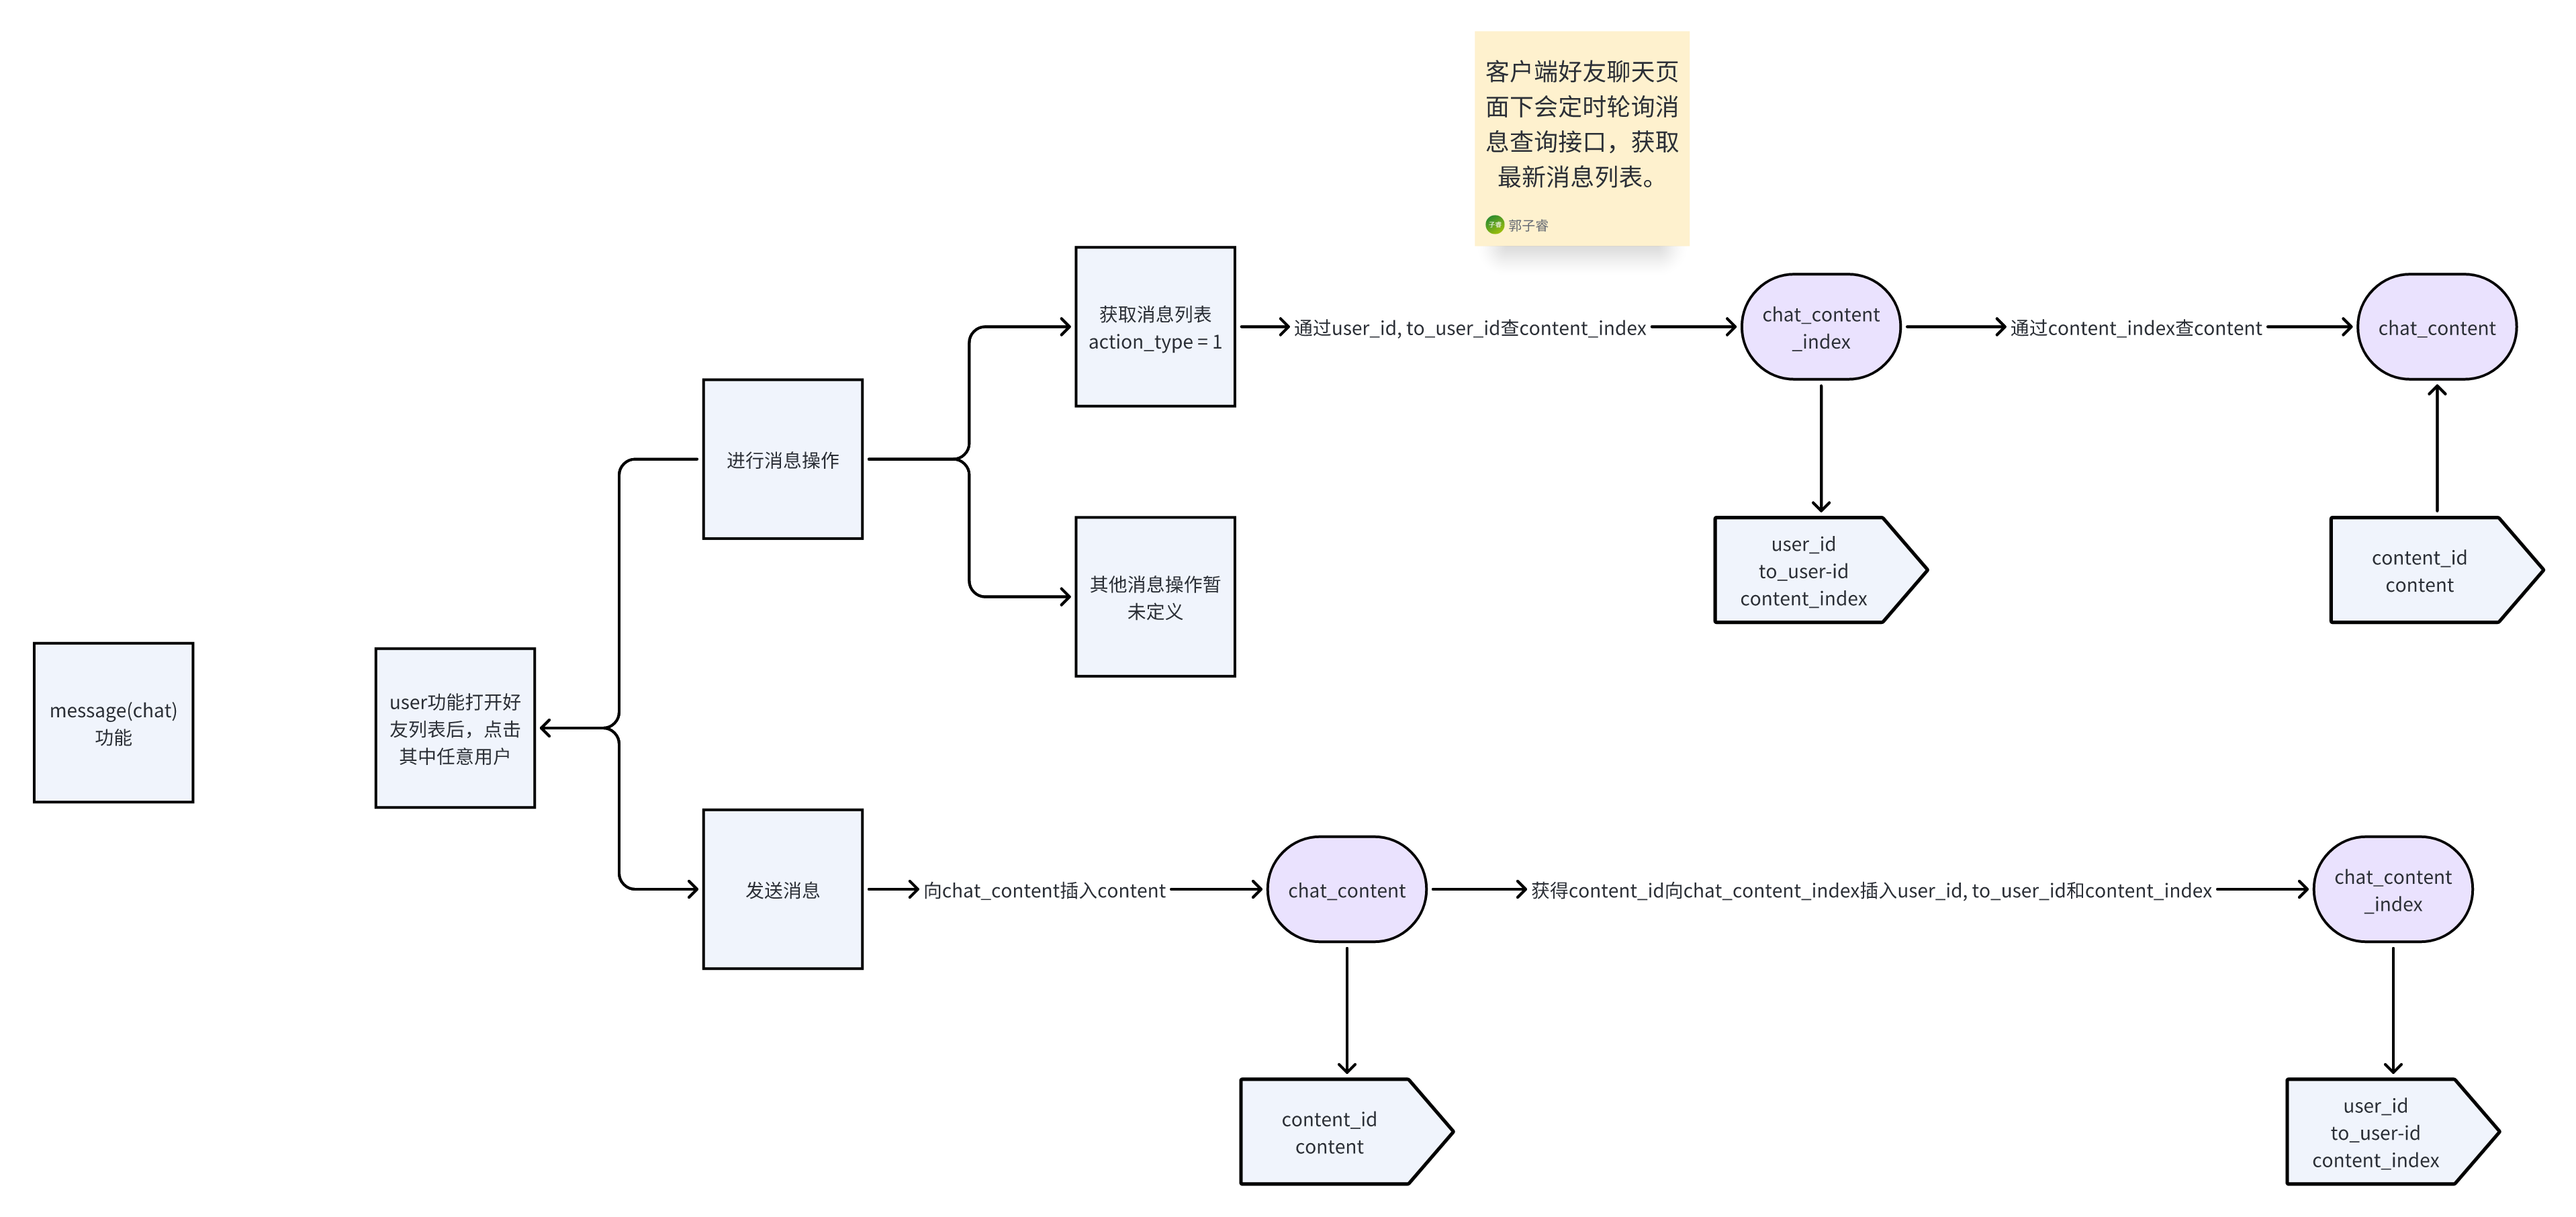 客户端好友聊天页
面下会定时轮询消
息查询接口，获取
最新消息列表。
子睿
郭子睿
获取消息列表
action_type = 1
通过user_id, to_user_id查content_index
chat_content
_index
通过content_index查content
chat_content
进行消息操作
user_id
to_user-id
content_index
content_id
content
其他消息操作暂
未定义
message(chat)
功能
user功能打开好
友列表后，点击
其中任意用户
发送消息
向chat_content插入content
chat_content
获得content_id向chat_content_index插入user_id, to_user_id和content_index
chat_content
_index
content_id
content
user_id
to_user-id
content_index